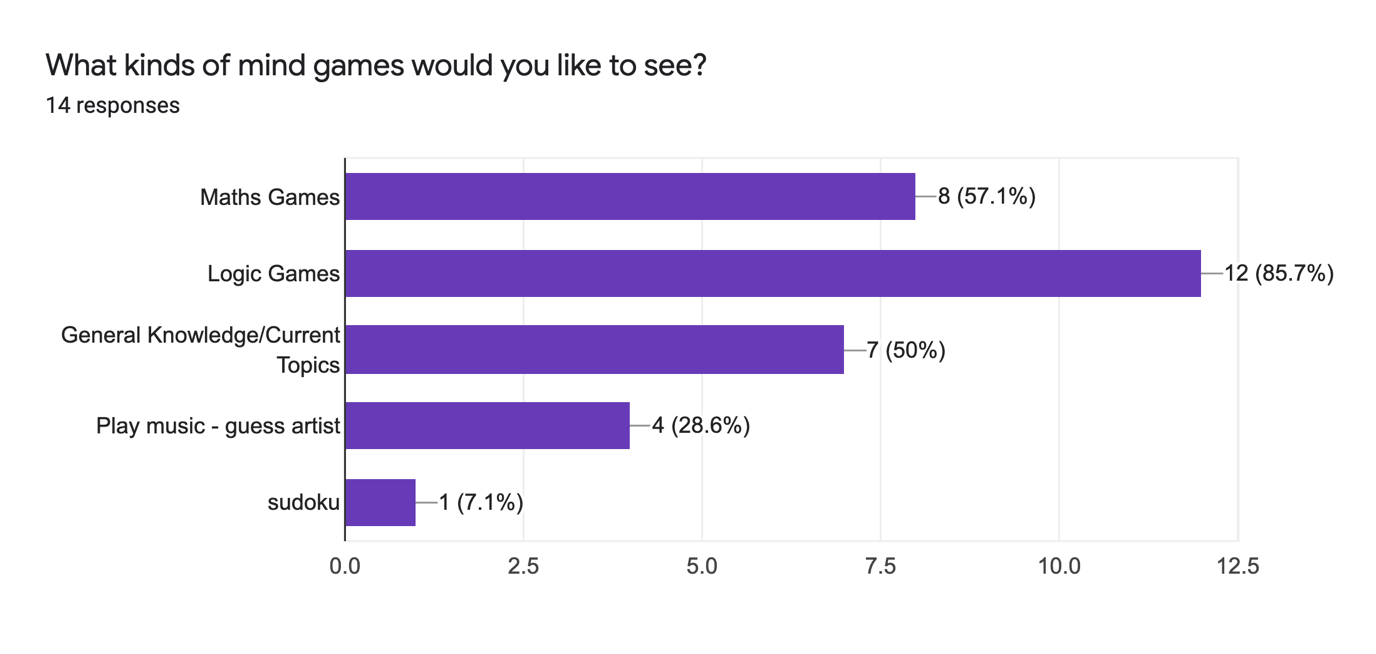 What kinds of mind games would you like to see?
14 responses
Maths Games
8 (57.1%)
Logic Games
12 (85.7%)
General Knowledge/Current
Topics
7 (50%)
Play music - guess artist
4 (28.6%)
sudoku
1 (7.1%)
0.0 2.5 5.0 7.5 10.0 12.5